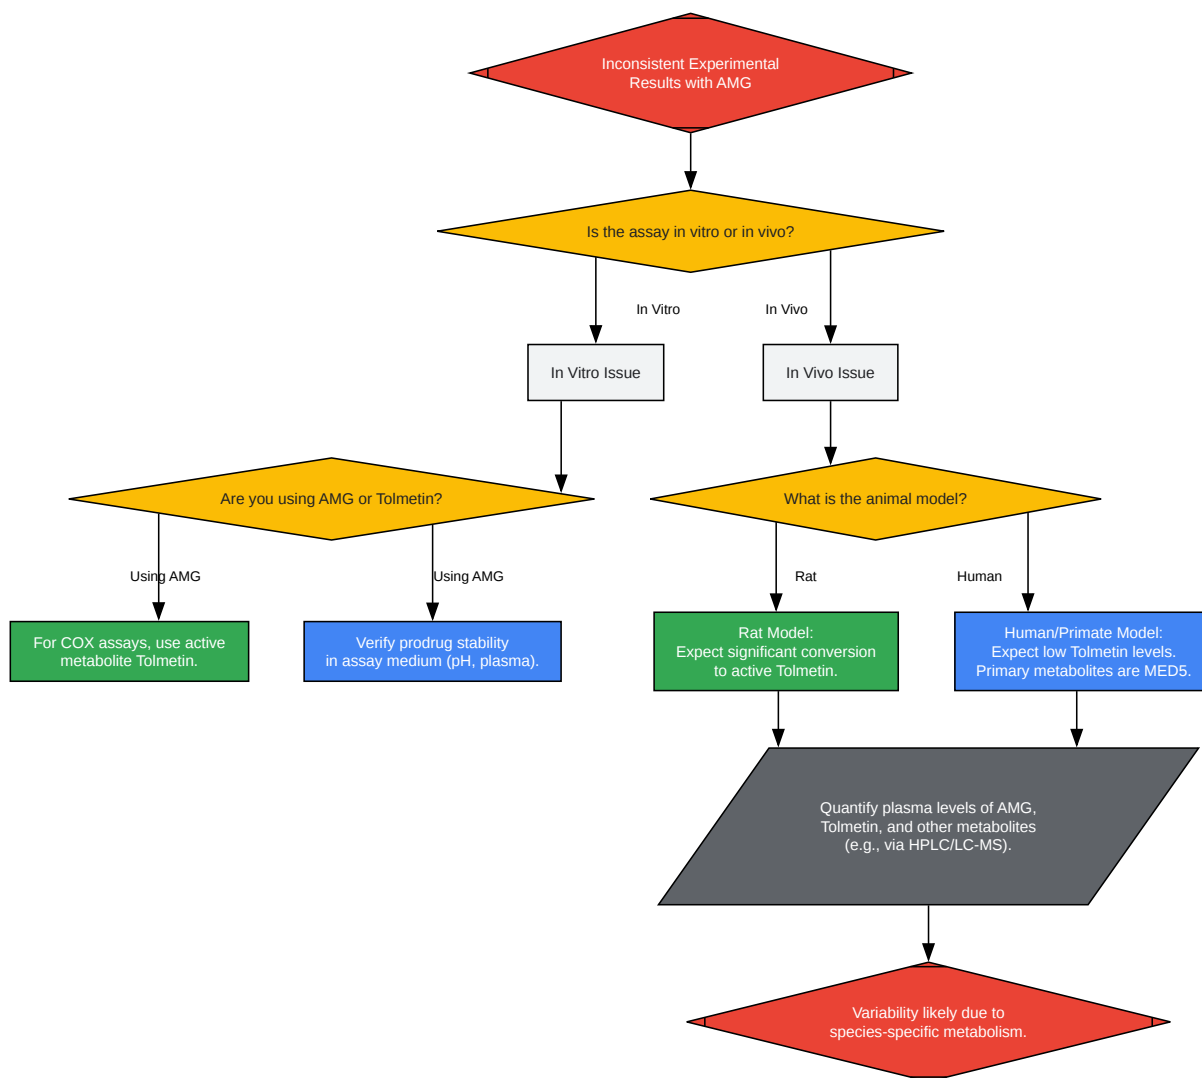 Inconsistent Experimental
Results with AMG
Is the assay in vitro or in vivo?
In Vitro
In Vivo
In Vitro Issue
In Vivo Issue
Are you using AMG or Tolmetin?
What is the animal model?
Using AMG
Using AMG
Rat
Human
For COX assays, use active
metabolite Tolmetin.
Verify prodrug stability
in assay medium (pH, plasma).
Rat Model:
Expect significant conversion
to active Tolmetin.
Human/Primate Model:
Expect low Tolmetin levels.
Primary metabolites are MED5.
Quantify plasma levels of AMG,
Tolmetin, and other metabolites
(e.g., via HPLC/LC-MS).
Variability likely due to
species-specific metabolism.